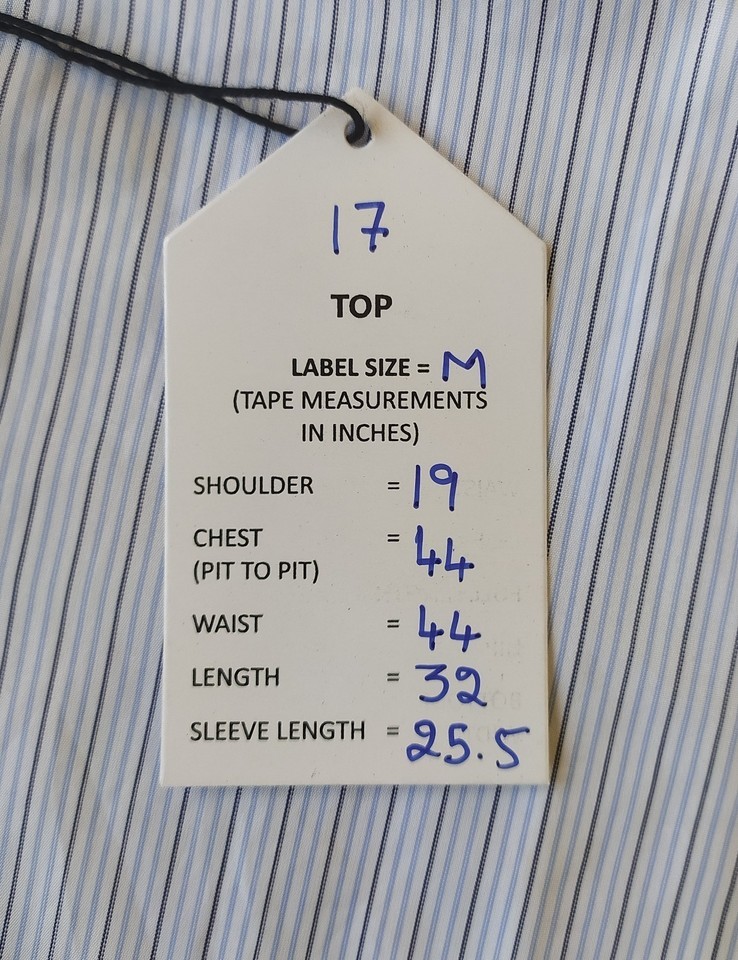 17
TOP
LABEL SIZE = M
(TAPE MEASUREMENTS
IN INCHES)
SHOULDER = 19
CHEST = 44
(PIT TO PIT)
WAIST = 44
LENGTH = 32
SLEEVE LENGTH = 25.5